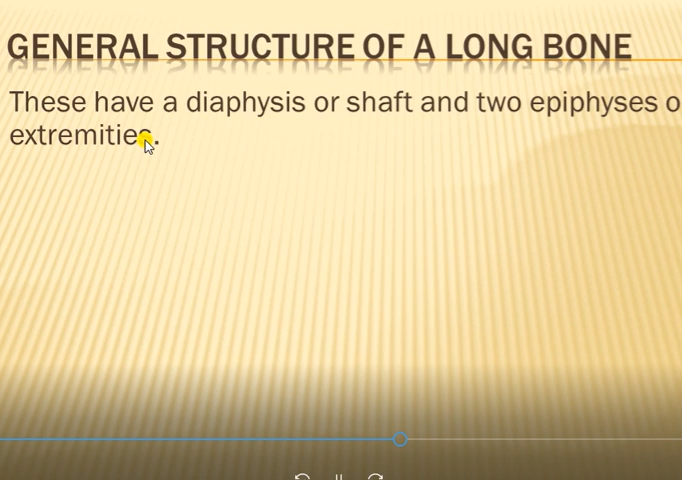 GENERAL STRUCTURE OF A LONG BONE
These have a diaphysis or shaft and two epiphyses o
extremities.